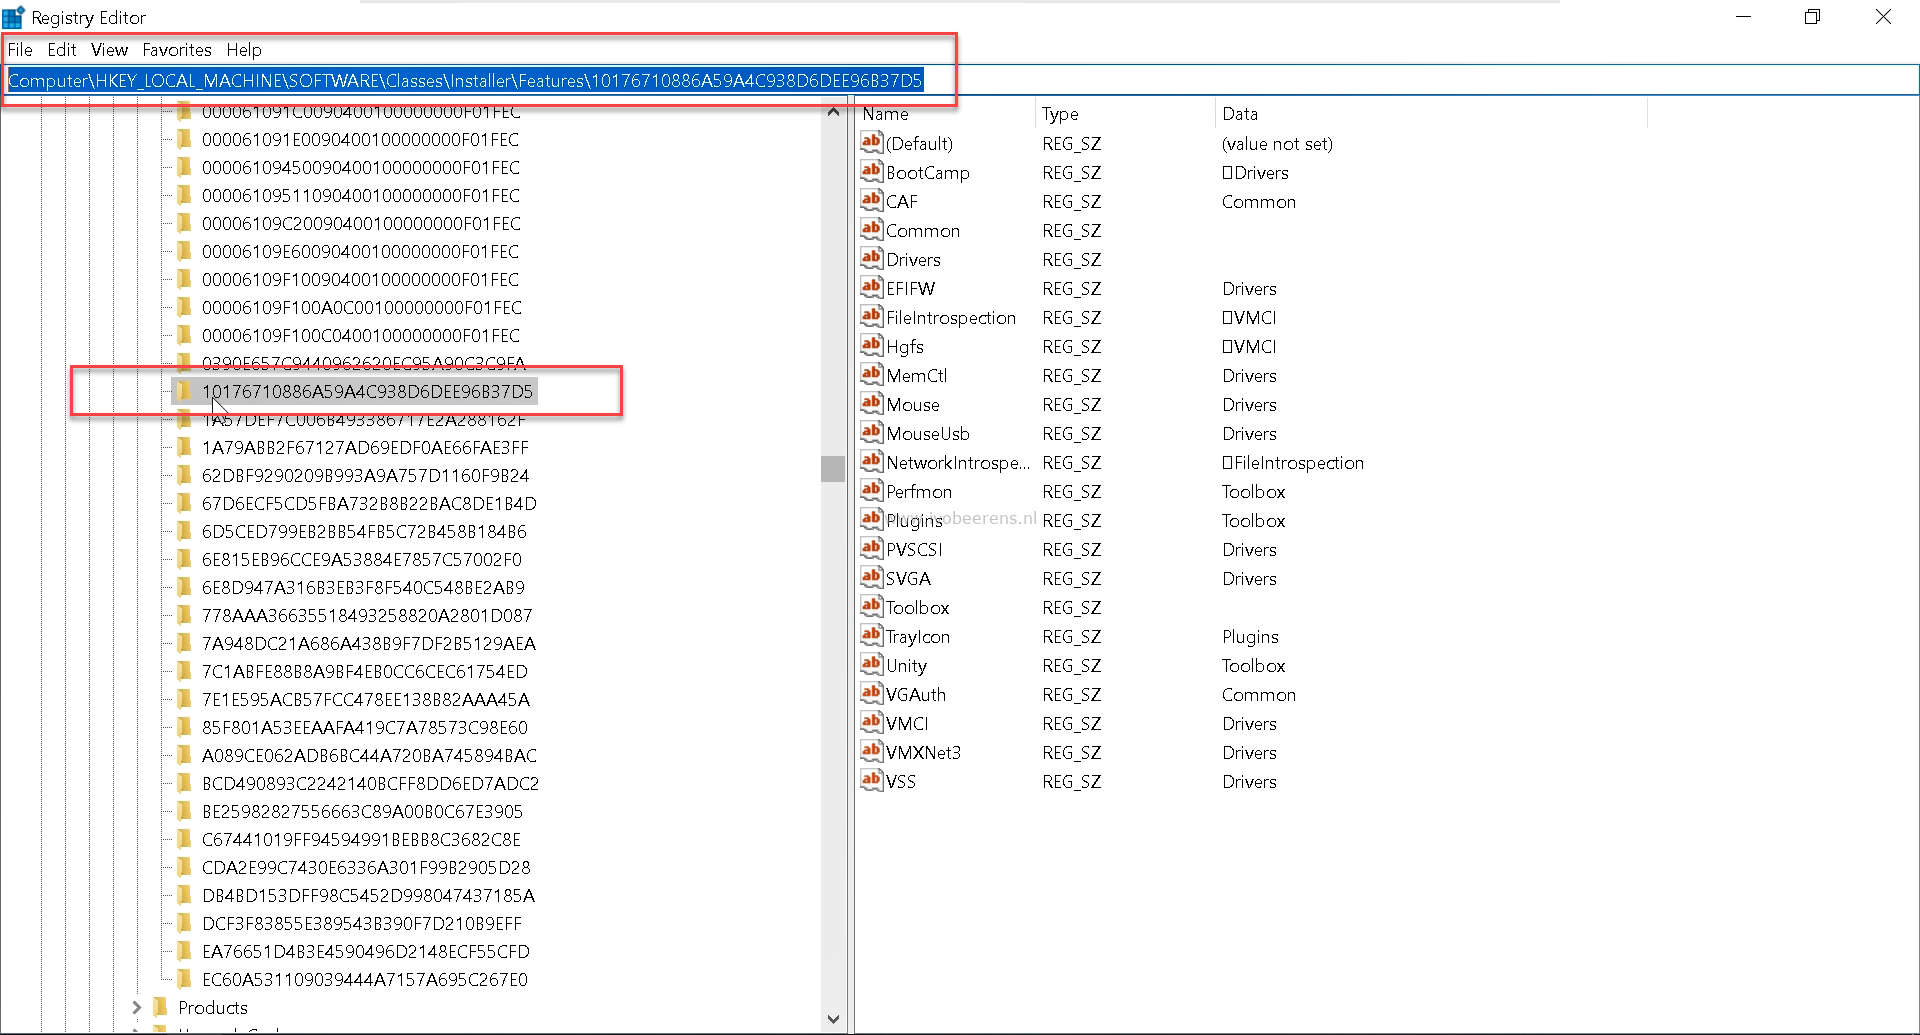 Registry Editor
File Edit View Favorites Help
Computer\HKEY_LOCAL_MACHINE\SOFTWARE\Classes\Installer\Features\10176710886A59A4C938D6DEE96B37D5
000061091C0090400100000000F01FEC
000061091E0090400100000000F01FEC
00006109450090400100000000F01FEC
00006109511090400100000000F01FEC
00006109C20090400100000000F01FEC
00006109E60090400100000000F01FEC
00006109F10090400100000000F01FEC
00006109F100A0C00100000000F01FEC
00006109F100C0400100000000F01FEC
0390E657C9440962620EC95A90C3C9FA
10176710886A59A4C938D6DEE96B37D5
1A57DEF7C006B493386717E2A288162F
1A79ABB2F67127AD69EDF0AE66FAE3FF
62DBF9290209B993A9A757D1160F9B24
67D6ECF5CD5FBA732B8B22BAC8DE1B4D
6D5CED799EB2BB54FB5C72B458B184B6
6E815EB96CCE9A53884E7857C57002F0
6E8D947A316B3EB3F8F540C548BE2AB9
778AAA36635518493258820A2801D087
7A948DC21A686A438B9F7DF2B5129AEA
7C1ABFE88B8A9BF4EB0CC6CEC61754ED
7E1E595ACB57FCC478EE138B82AAA45A
85F801A53EEAAFA419C7A78573C98E60
A089CE062ADB6BC44A720BA745894BAC
BCD490893C2242140BCFF8DD6ED7ADC2
BE25982827556663C89A00B0C67E3905
C67441019FF94594991BEBB8C3682C8E
CDA2E99C7430E6336A301F99B2905D28
DB4BD153DFF98C5452D998047437185A
DCF3F83855E389543B390F7D210B9EFF
EA76651D4B3E4590496D2148ECF55CFD
EC60A531109039444A7157A695C267E0
Products
Name Type Data
(Default) REG_SZ (value not set)
BootCamp REG_SZ Drivers
CAF REG_SZ Common
Common REG_SZ
Drivers REG_SZ
EFIFW REG_SZ Drivers
FileIntrospection REG_SZ VMCI
Hgfs REG_SZ VMCI
MemCtl REG_SZ Drivers
Mouse REG_SZ Drivers
MouseUsb REG_SZ Drivers
NetworkIntrospe... REG_SZ FileIntrospection
Perfmon REG_SZ Toolbox
Plugins REG_SZ Toolbox
www.ivobeerens.nl
PVSCSI REG_SZ Drivers
SVGA REG_SZ Drivers
Toolbox REG_SZ
TrayIcon REG_SZ Plugins
Unity REG_SZ Toolbox
VGAuth REG_SZ Common
VMCI REG_SZ Drivers
VMXNet3 REG_SZ Drivers
VSS REG_SZ Drivers